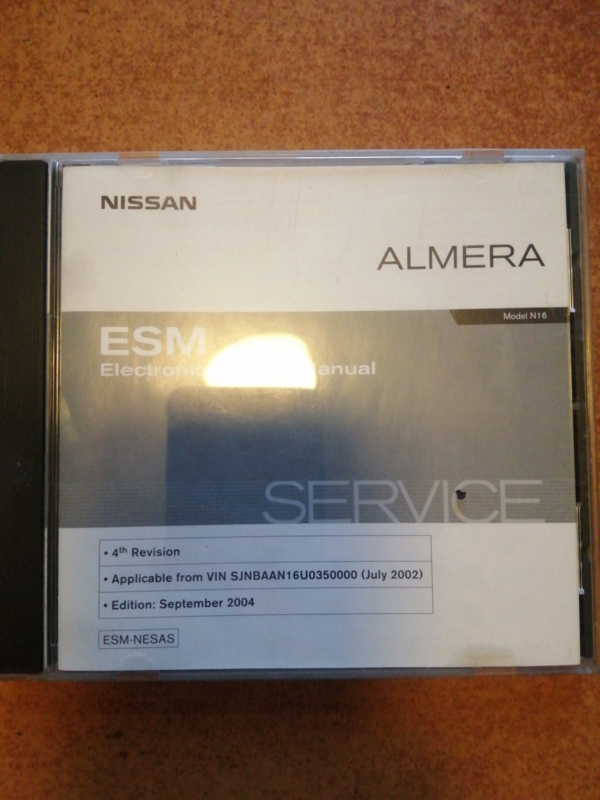 NISSAN
ALMERA
Model N16
ESM
Electronic anual
SERVICE
• 4th Revision
• Applicable from VIN SJNBAAN16U0350000 (July 2002)
• Edition: September 2004
ESM-NESAS